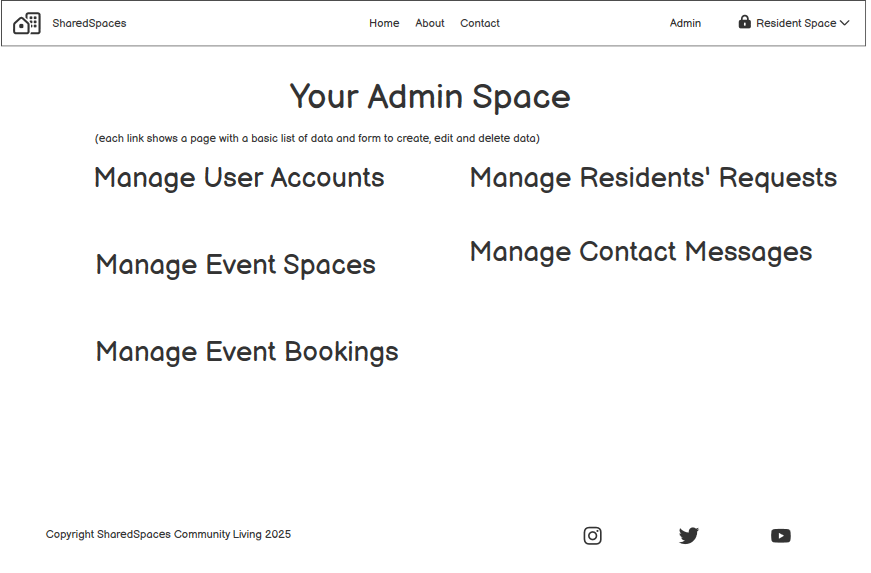 SharedSpaces Home About Contact Admin Resident Space
Your Admin Space
(each link shows a page with a basic list of data and form to create, edit and delete data)
Manage User Accounts
Manage Event Spaces
Manage Event Bookings
Manage Residents' Requests
Manage Contact Messages
Copyright SharedSpaces Community Living 2025